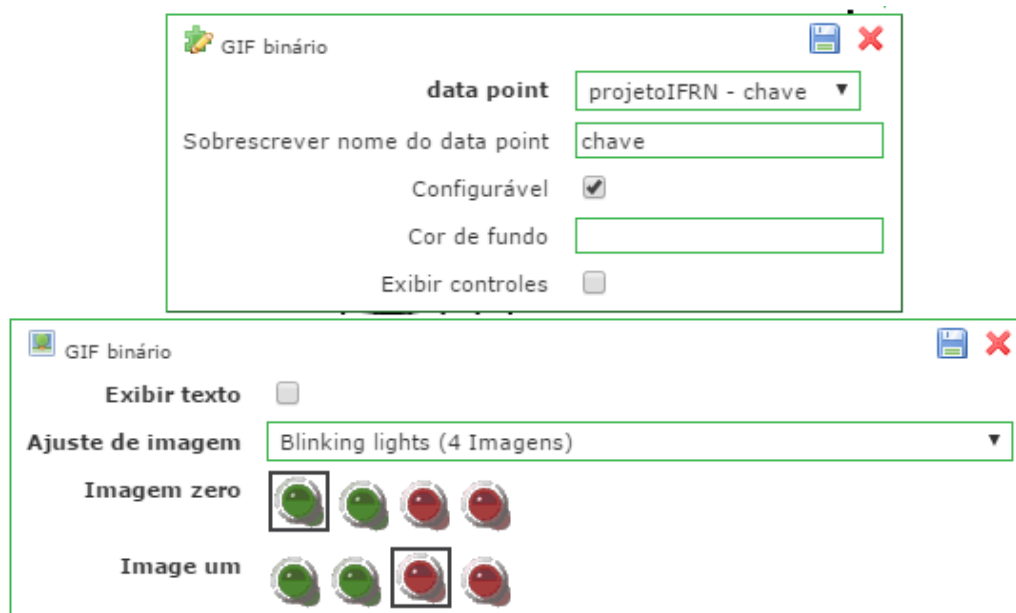 GIF binário
data point projetoIFRN - chave
Sobrescrever nome do data point chave
Configurável
Cor de fundo
Exibir controles
GIF binário
Exibir texto
Ajuste de imagem Blinking lights (4 Imagens)
Imagem zero
Image um